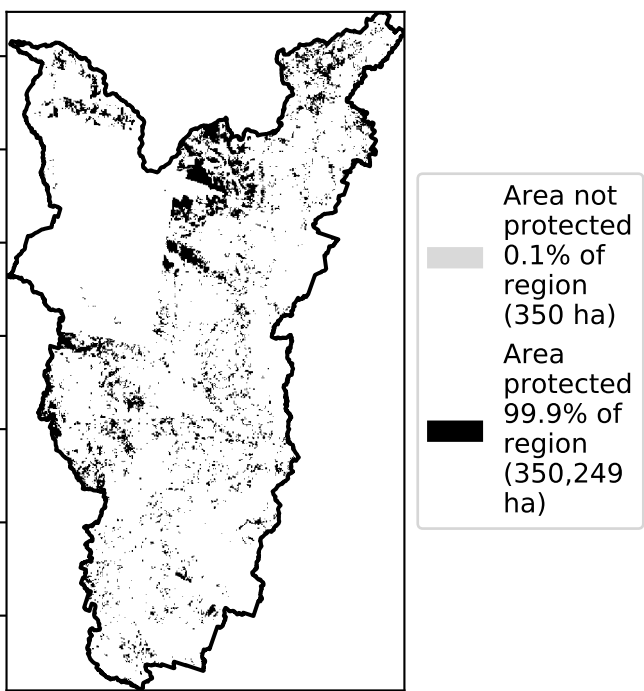 Area not
protected
0.1% of
region
(350 ha)
Area
protected
99.9% of
region
(350,249
ha)